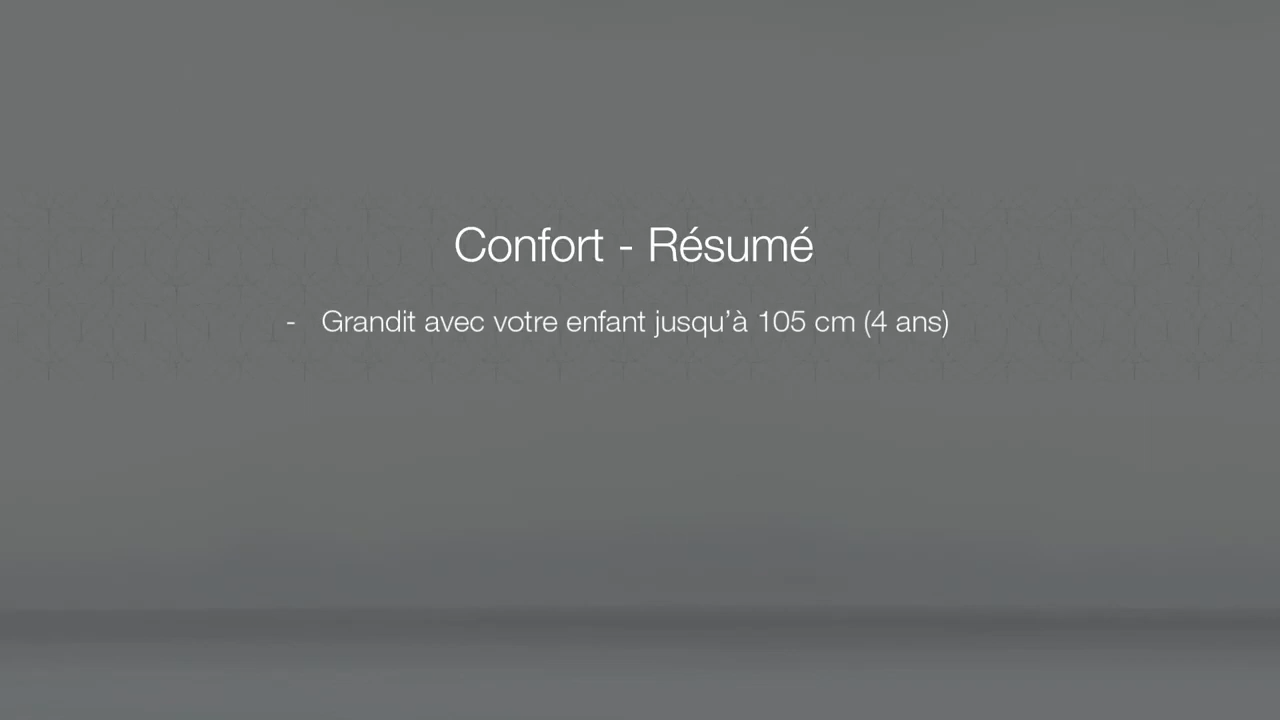 Confort - Résumé
- Grandit avec votre enfant jusqu’à 105 cm (4 ans)